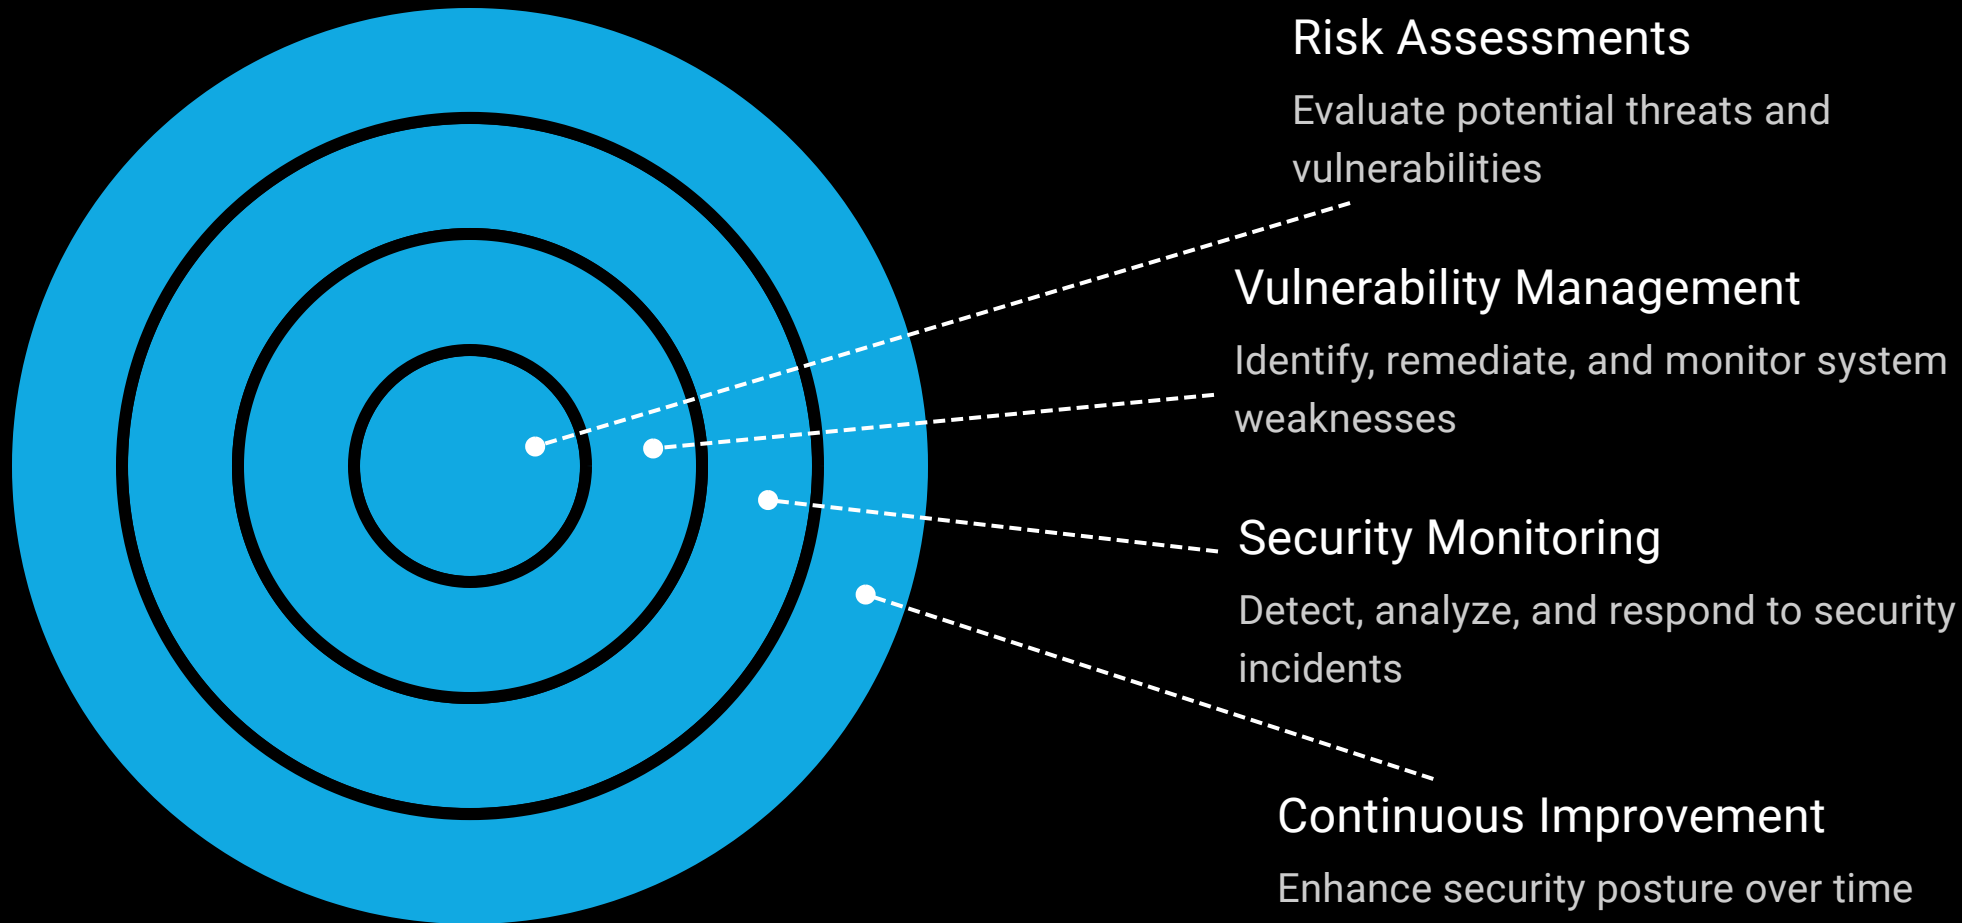 Risk Assessments
Evaluate potential threats and
vulnerabilities
Vulnerability Management
Identify, remediate, and monitor system
weaknesses
Security Monitoring
Detect, analyze, and respond to security
incidents
Continuous Improvement
Enhance security posture over time